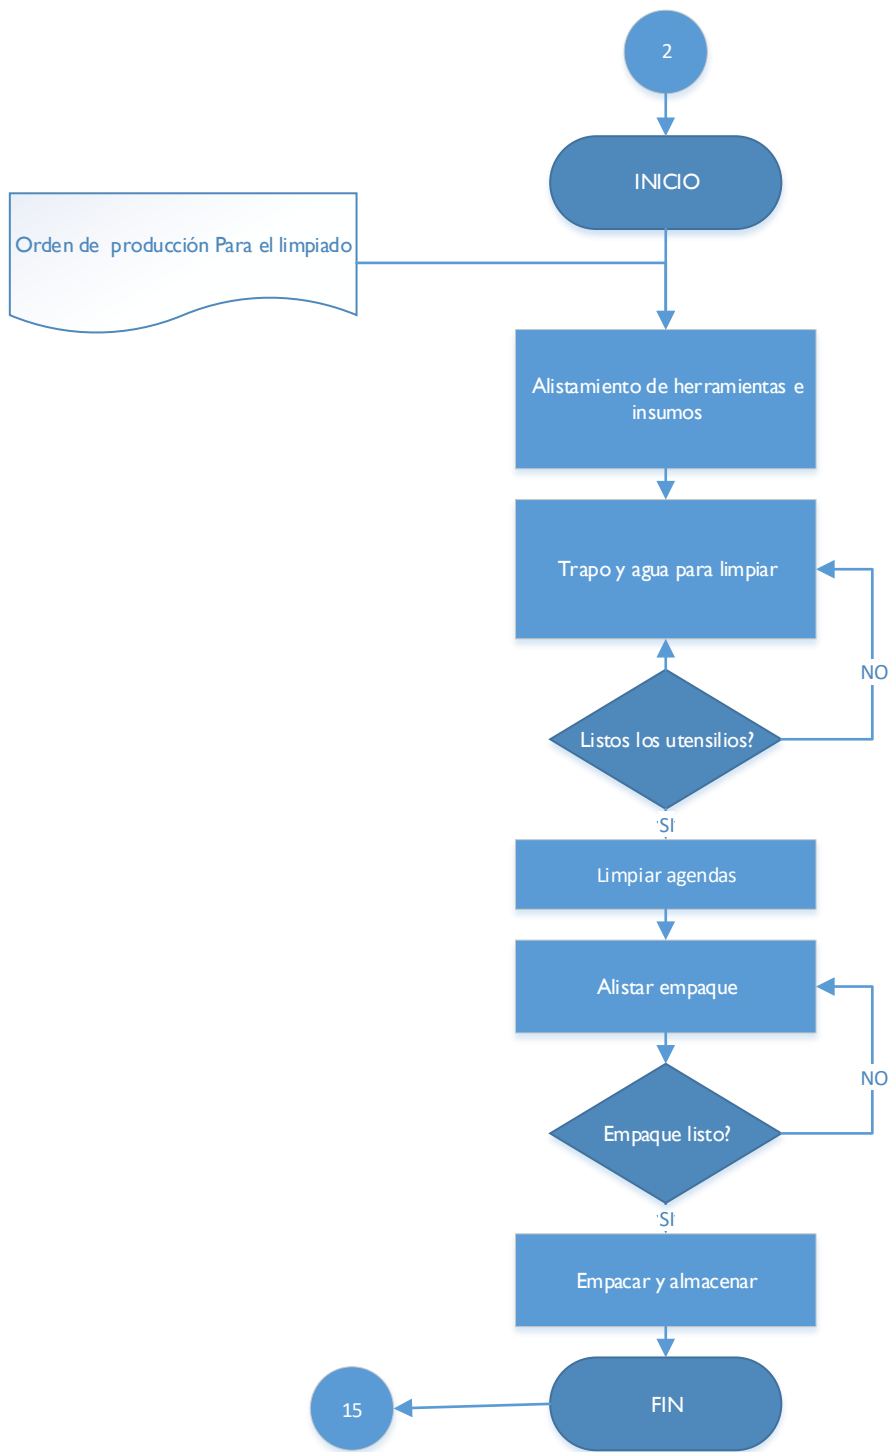 2
INICIO
Orden de producción Para el limpiado
Alistamiento de herramientas e
insumos
Trapo y agua para limpiar
NO
Listos los utensilios?
SI
Limpiar agendas
Alistar empaque
NO
Empaque listo?
SI
Empacar y almacenar
FIN
15